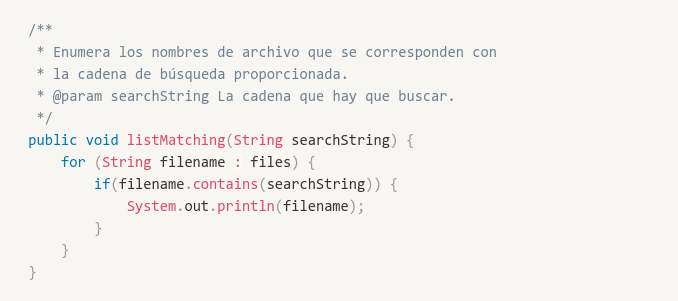 /**
 * Enumera los nombres de archivo que se corresponden con
 * la cadena de búsqueda proporcionada.
 * @param searchString La cadena que hay que buscar.
 */
public void listMatching(String searchString) {
    for (String filename : files) {
        if(filename.contains(searchString)) {
            System.out.println(filename);
        }
    }
}